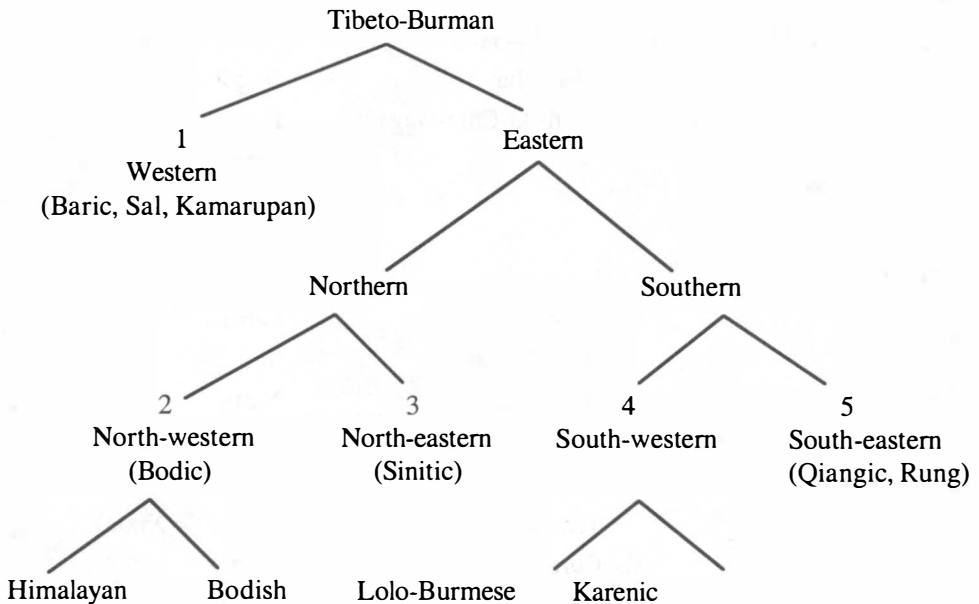 Tibeto-Burman
1 Eastern
Western
(Baric, Sal, Kamarupan)
Northern Southern
2 3 4 5
North-western North-eastern South-western South-eastern
(Bodic) (Sinitic) (Qiangic, Rung)
Himalayan Bodish Lolo-Burmese Karenic